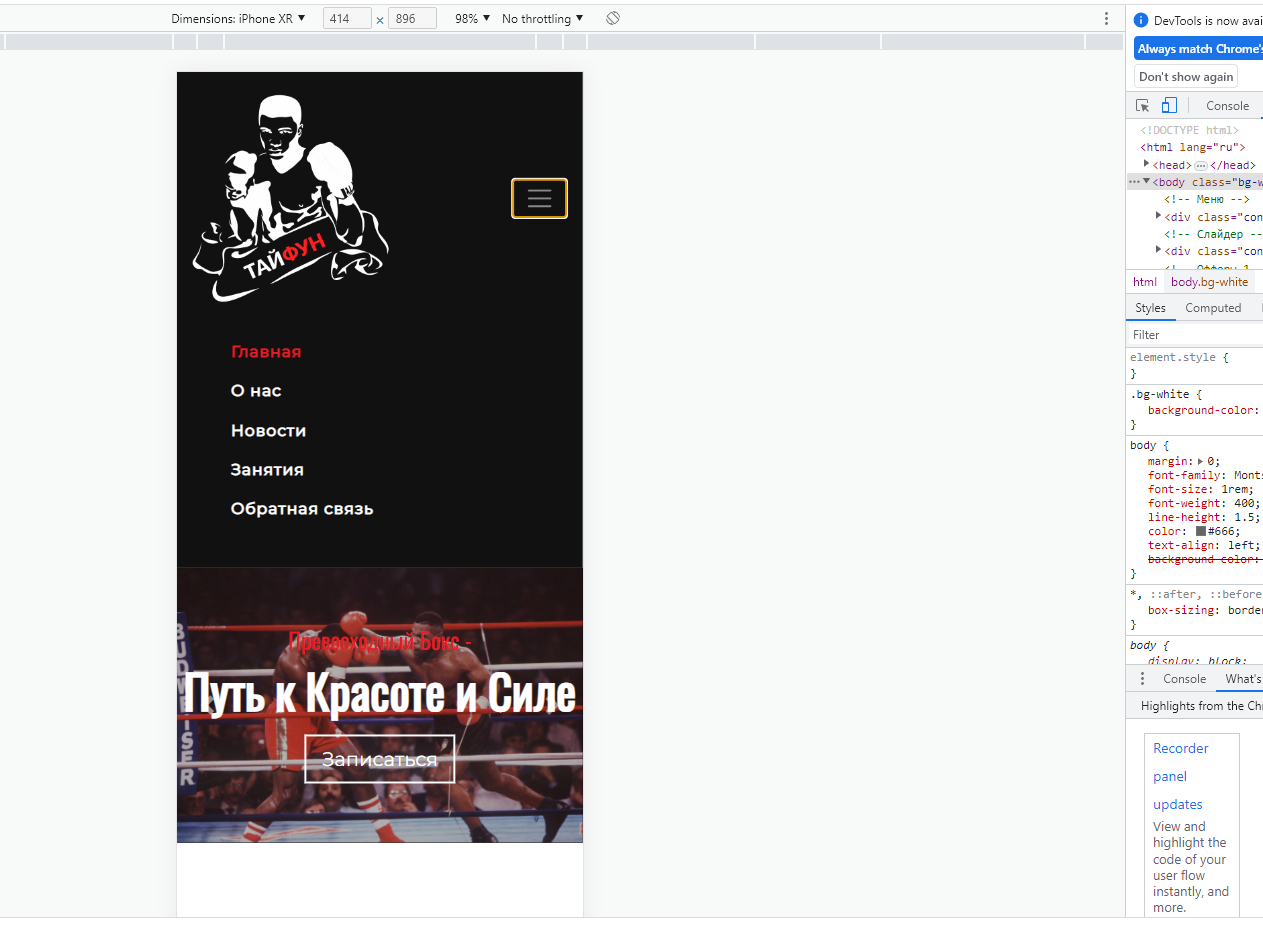 Dimensions: iPhone XR ▼ 414 × 896 98% ▼ No throttling ▼
DevTools is now avai
Always match Chrome's
Don't show again
Console
<!DOCTYPE html>
<html lang="ru">
<head> ⋯ </head>
<body class="bg-w
<!-- Меню -->
<div class="con
<!-- Слайдер --
<div class="con
html body.bg-white
Styles Computed
Filter
element.style {
}
.bg-white {
background-color:
}
body {
margin: 0;
font-family: Monts
font-size: 1rem;
font-weight: 400;
line-height: 1.5;
color: #666;
text-align: left;
background-color:
}
*, ::after, ::before
box-sizing: border
}
body {
display: block;
Console What's
Highlights from the Chr
Recorder
panel
updates
View and
highlight the
code of your
user flow
instantly, and
more.
ТАЙФУН
Главная
О нас
Новости
Занятия
Обратная связь
Превосходный Бокс -
Путь к Красоте и Силе
Записаться